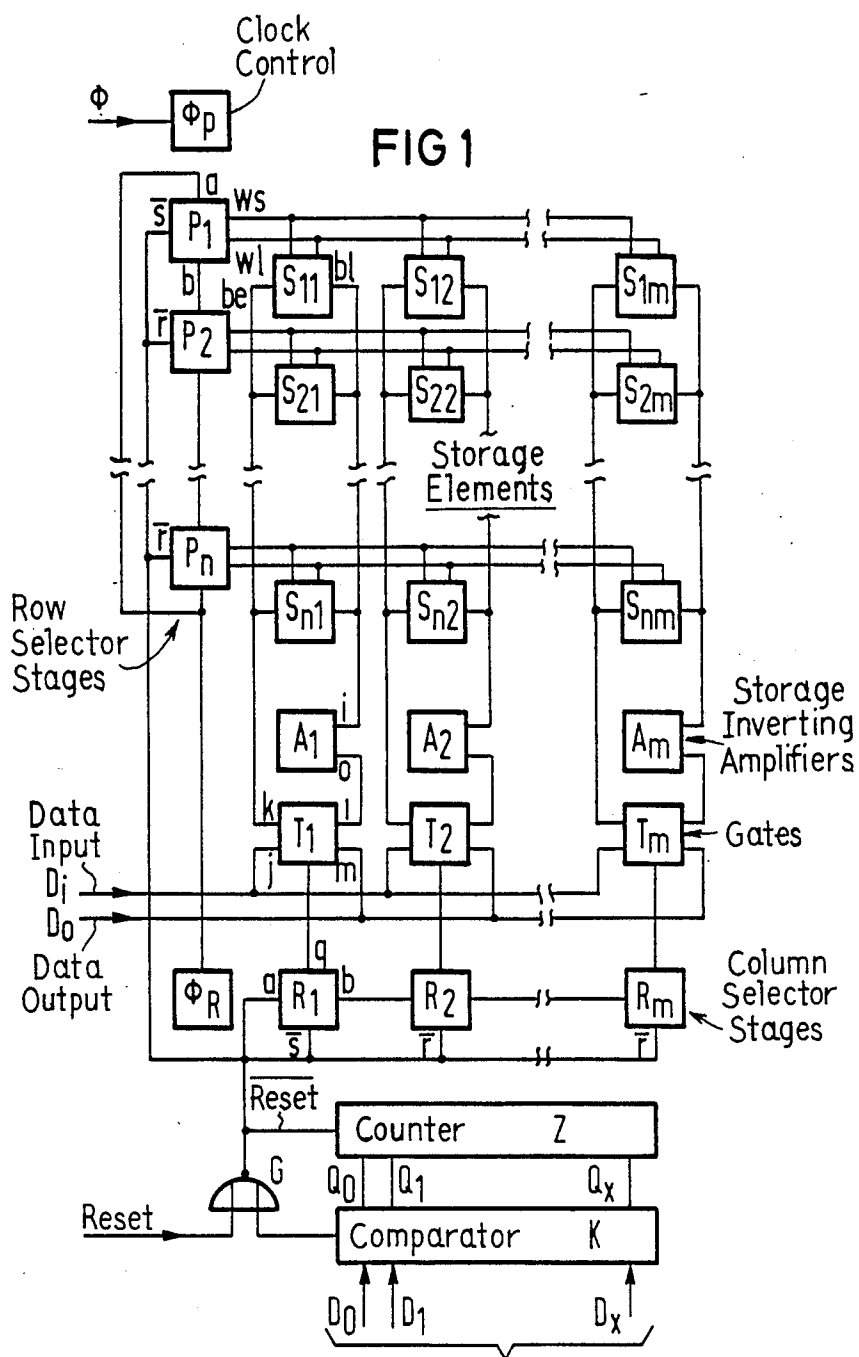 Clock
Control
Φ
Φp
FIG 1
a
s̅
P1
ws
wl
b
be
S11
bl
S12
S1m
r̅
P2
S21
S22
S2m
Storage
Elements
r̅
Pn
Sn1
Sn2
Snm
Row
Selector
Stages
i
A1
o
A2
Am
Storage
Inverting
Amplifiers
k
T1
l
j
m
T2
Tm
Gates
Data
Input
Di
Do
Data
Output
q
ΦR
a
R1
b
R2
Rm
s̅
r̅
r̅
Column
Selector
Stages
R̅e̅s̅e̅t̅
Counter Z
G
Q0 Q1 Qx
Reset
Comparator K
D0 D1 Dx